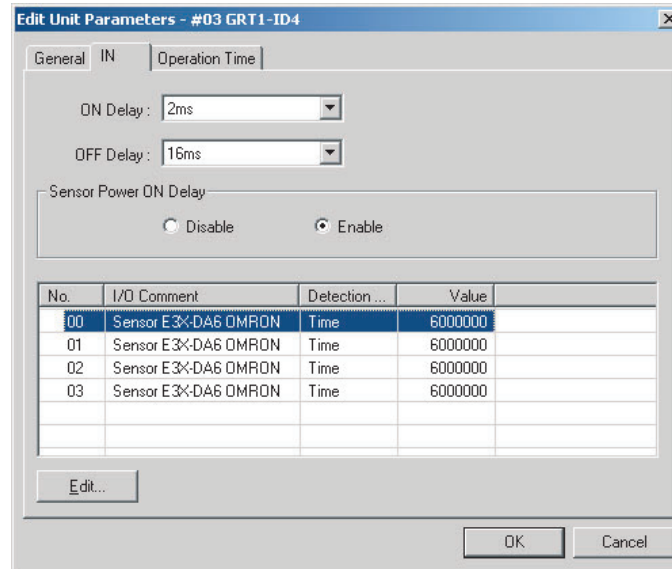 Edit Unit Parameters - #03 GRT1-ID4
General IN Operation Time
ON Delay : 2ms
OFF Delay : 16ms
Sensor Power ON Delay
Disable Enable
No. I/O Comment Detection ... Value
00 Sensor E3X-DA6 OMRON Time 6000000
01 Sensor E3X-DA6 OMRON Time 6000000
02 Sensor E3X-DA6 OMRON Time 6000000
03 Sensor E3X-DA6 OMRON Time 6000000
Edit...
OK Cancel